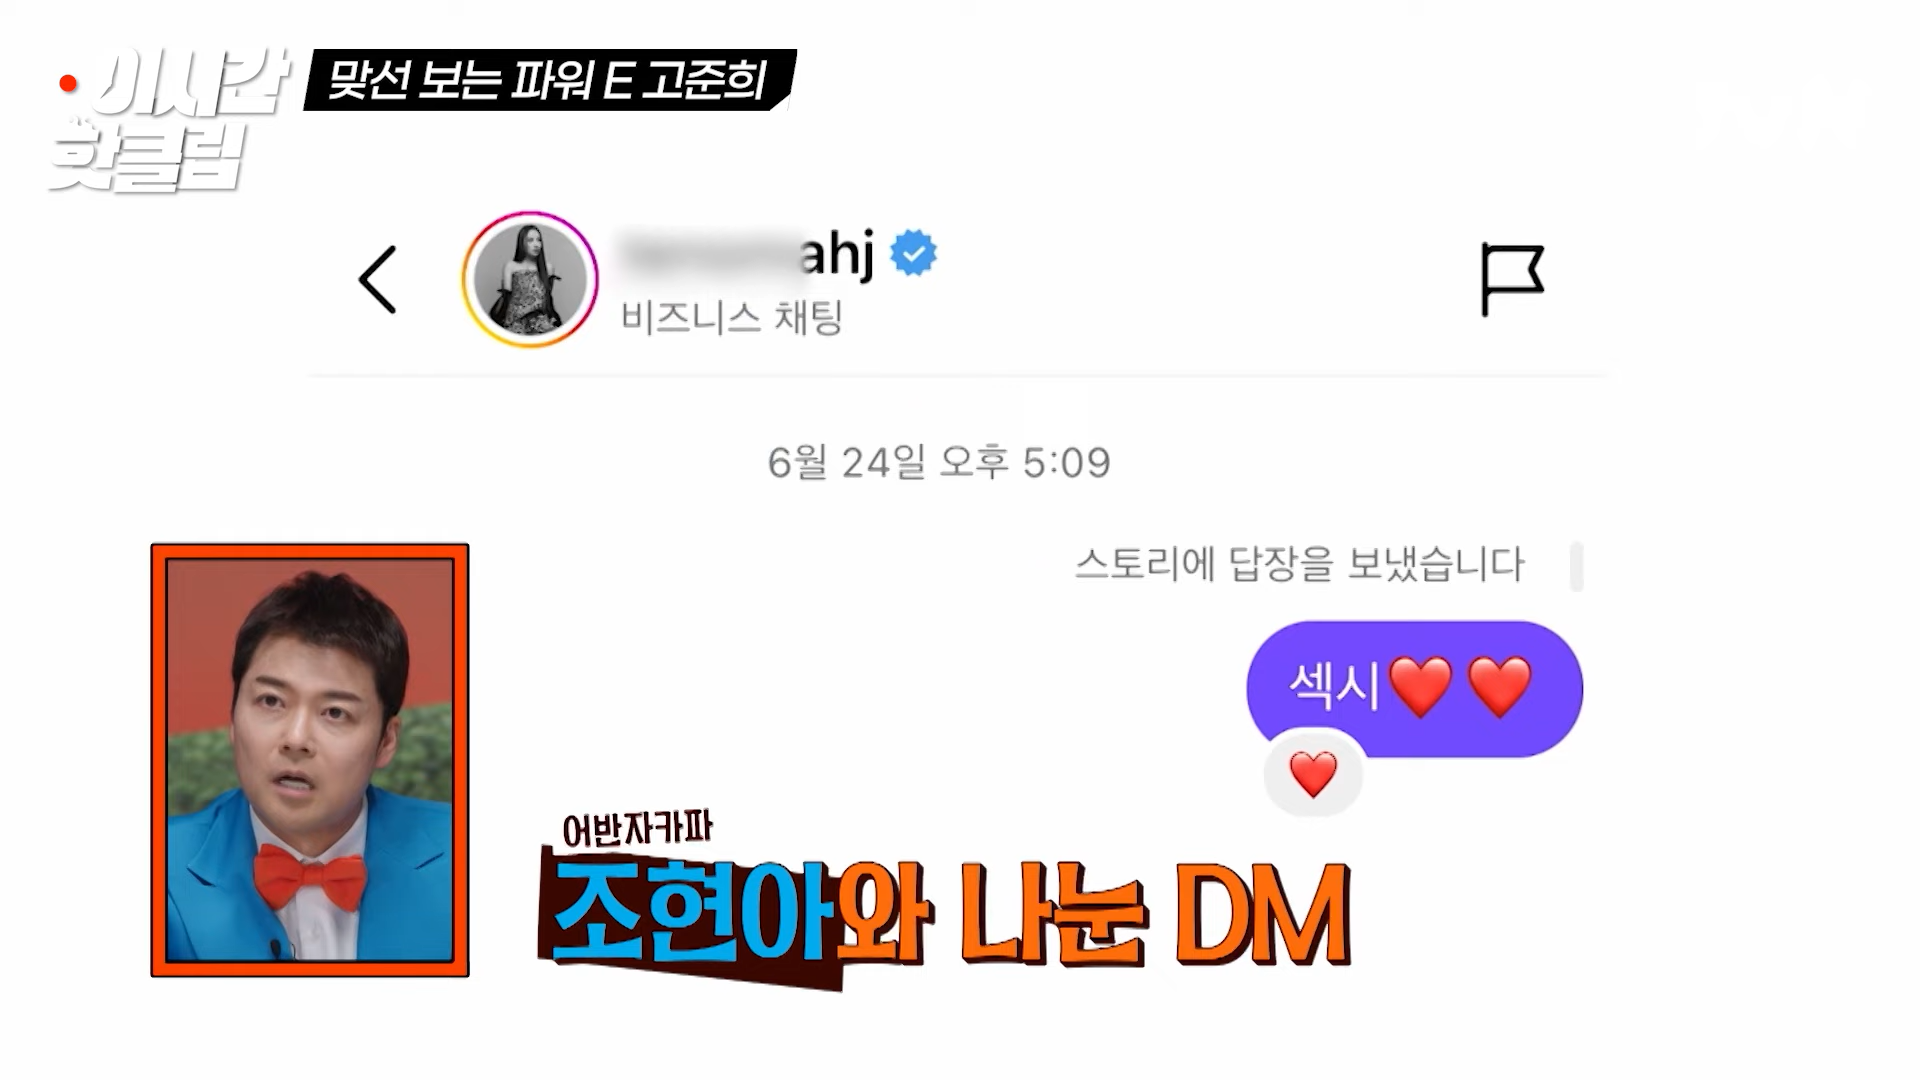 이시간
핫클립
맞선 보는 파워 E 고준희
ahj
비즈니스 채팅
6월 24일 오후 5:09
스토리에 답장을 보냈습니다
섹시❤️❤️
❤️
어반자카파
조현아와 나눈 DM